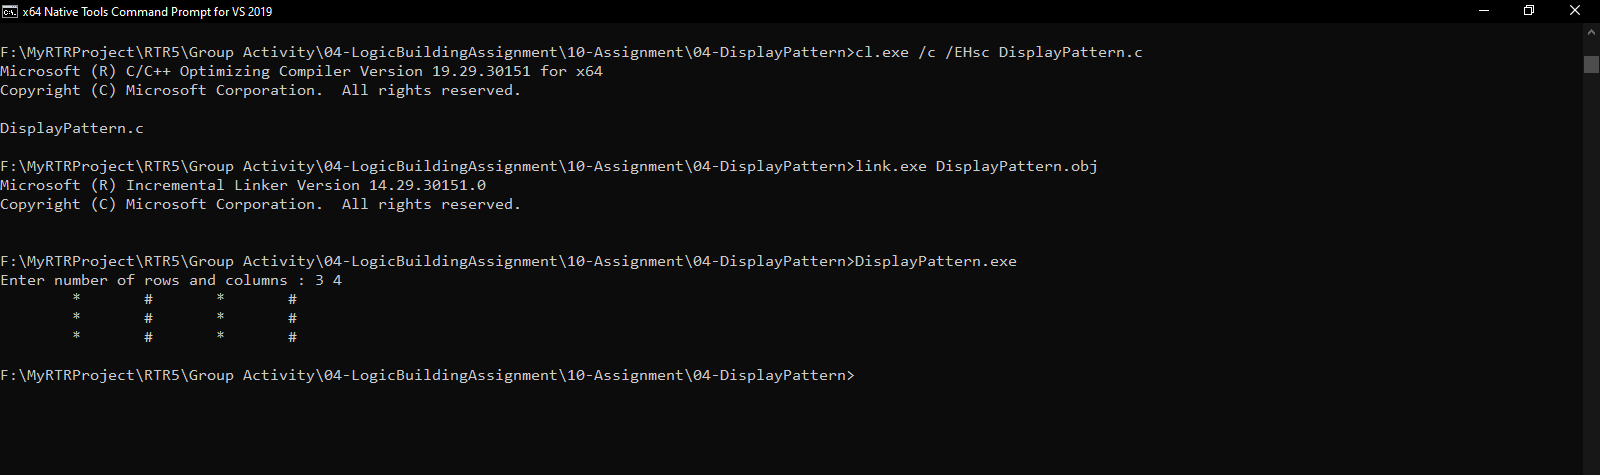 x64 Native Tools Command Prompt for VS 2019
F:\MyRTRProject\RTR5\Group Activity\04-LogicBuildingAssignment\10-Assignment\04-DisplayPattern>cl.exe /c /EHsc DisplayPattern.c
Microsoft (R) C/C++ Optimizing Compiler Version 19.29.30151 for x64
Copyright (C) Microsoft Corporation.  All rights reserved.
DisplayPattern.c
F:\MyRTRProject\RTR5\Group Activity\04-LogicBuildingAssignment\10-Assignment\04-DisplayPattern>link.exe DisplayPattern.obj
Microsoft (R) Incremental Linker Version 14.29.30151.0
Copyright (C) Microsoft Corporation.  All rights reserved.
F:\MyRTRProject\RTR5\Group Activity\04-LogicBuildingAssignment\10-Assignment\04-DisplayPattern>DisplayPattern.exe
Enter number of rows and columns : 3 4
        *       #       *       #
        *       #       *       #
        *       #       *       #
F:\MyRTRProject\RTR5\Group Activity\04-LogicBuildingAssignment\10-Assignment\04-DisplayPattern>